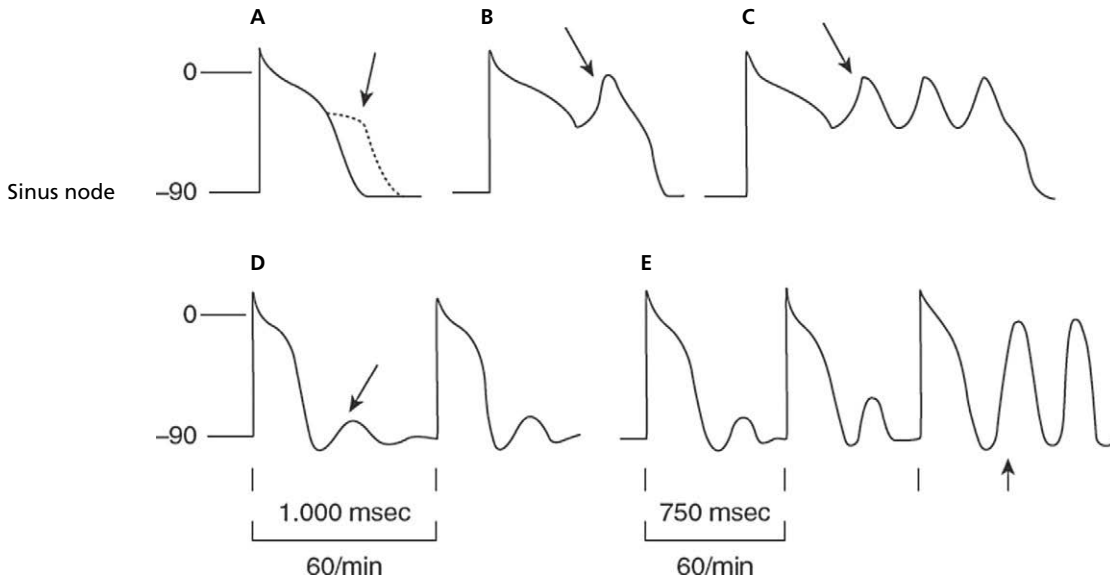 A B C
0
Sinus node –90
D E
0
–90
1.000 msec 750 msec
60/min 60/min